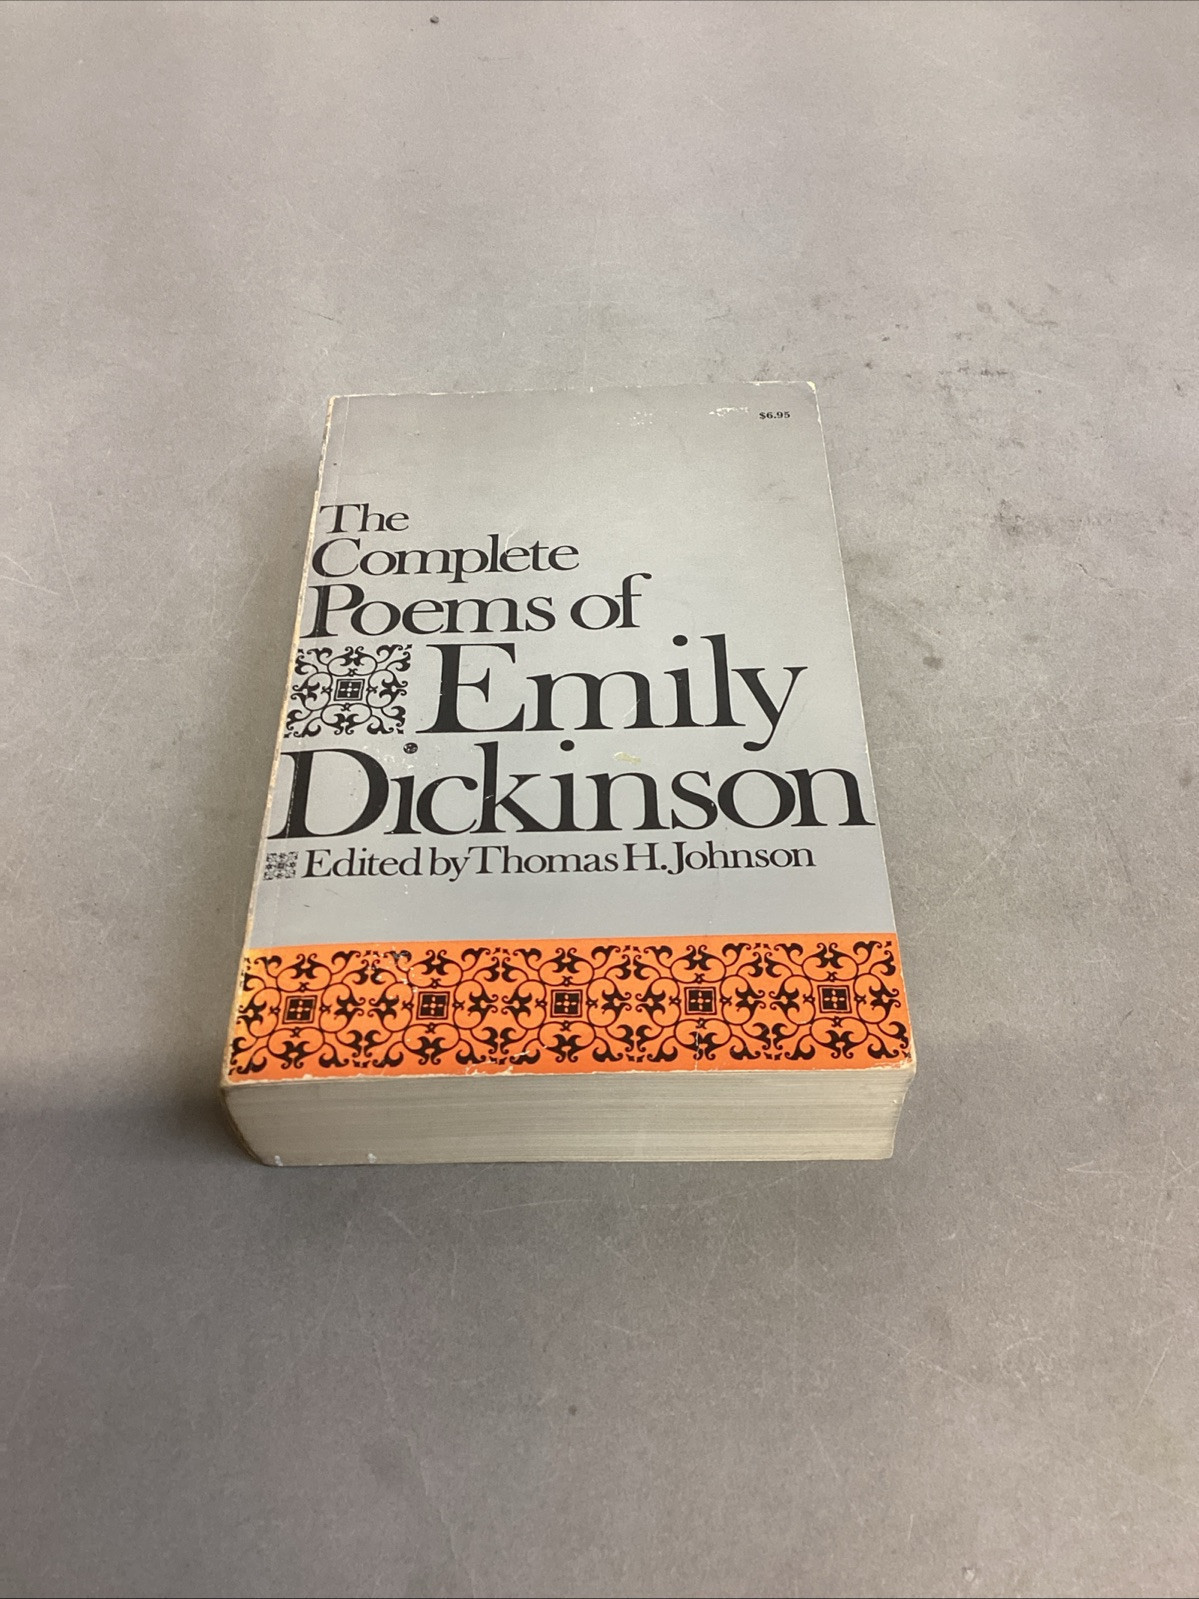 $6.95
The
Complete
Poems of
Emily
Dickinson
Edited by Thomas H. Johnson